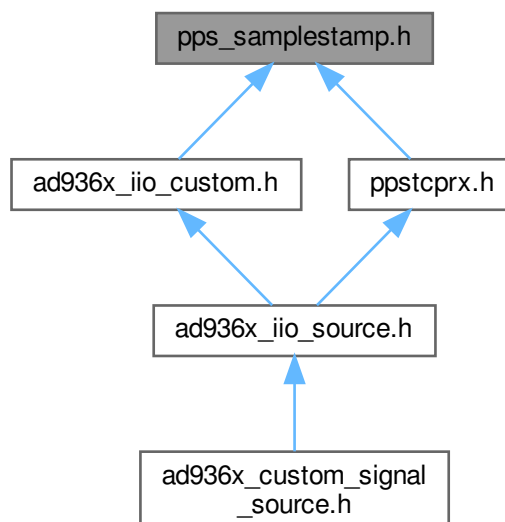 pps_samplestamp.h
ad936x_iio_custom.h
ppstcprx.h
ad936x_iio_source.h
ad936x_custom_signal
_source.h